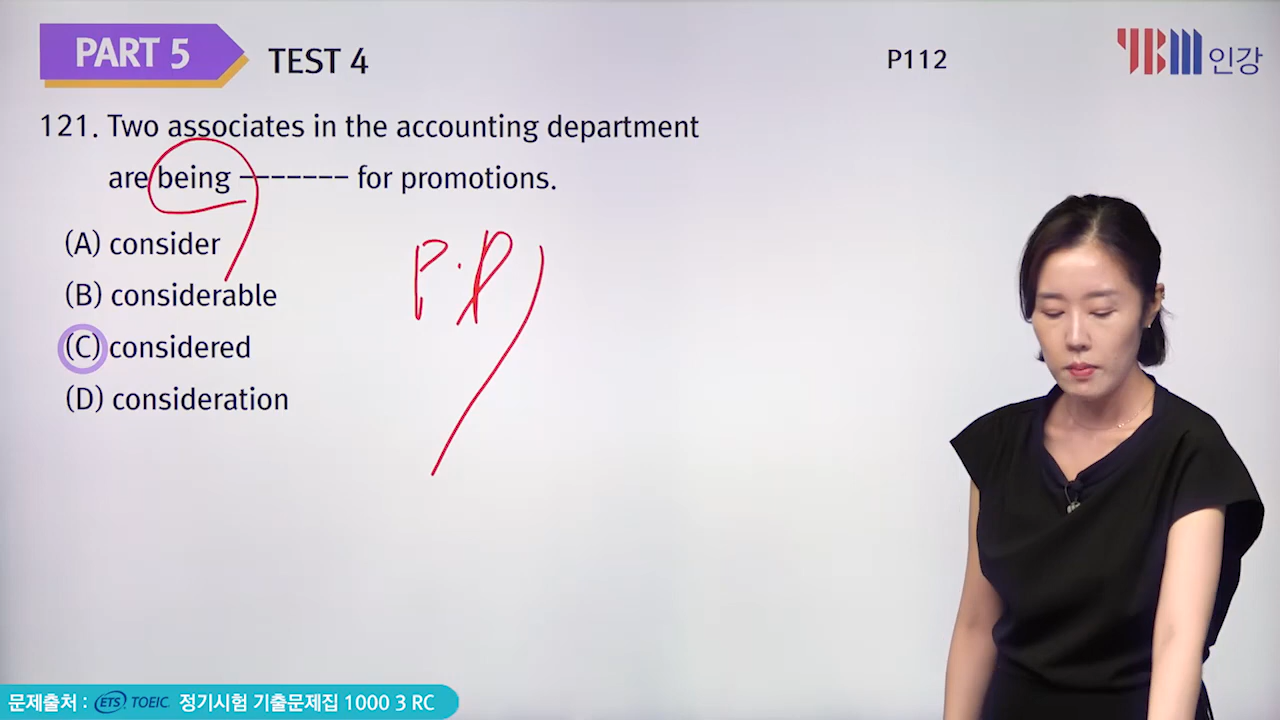 PART 5
TEST 4
P112
YBM 인강
121. Two associates in the accounting department
are being ------- for promotions.
(A) consider
(B) considerable
(C) considered
(D) consideration
P.P
문제출처 : ETS TOEIC 정기시험 기출문제집 1000 3 RC